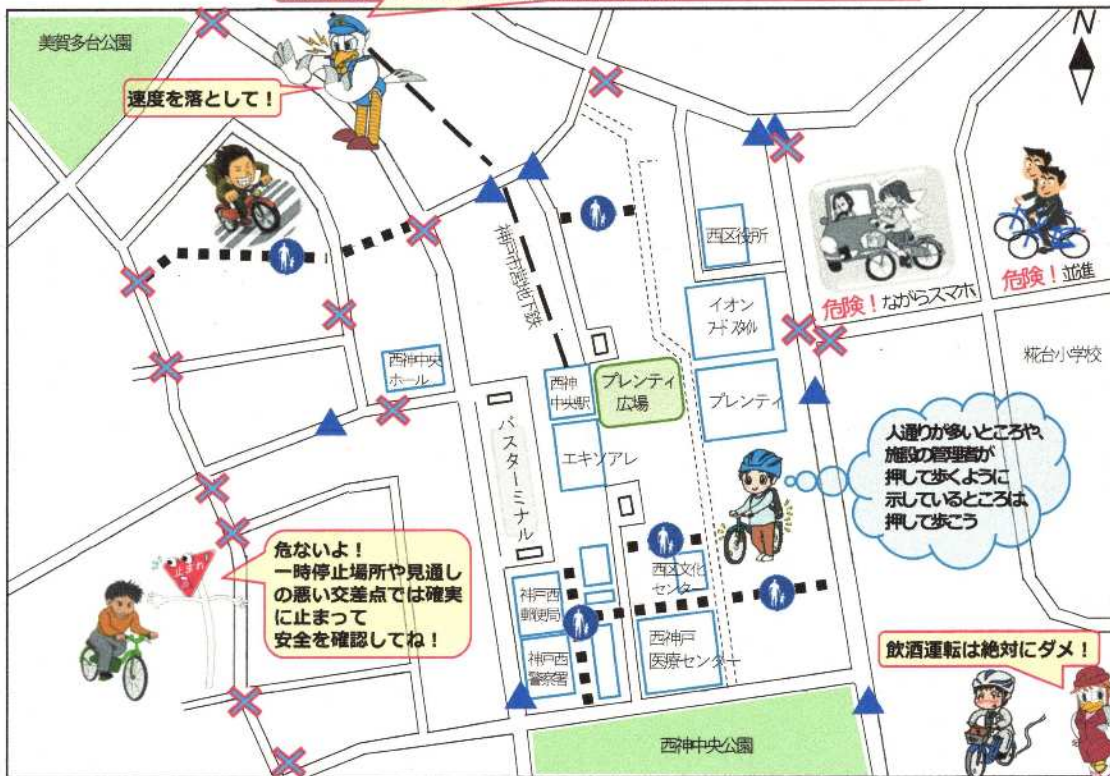 美賀多台公園
速度を落として！
N
神戸市営地下鉄
西区役所
イオン
フードスタイル
危険！ながらスマホ
危険！並進
糀台小学校
西神中央
ホール
西神
中央駅
プレンティ
広場
プレンティ
バスターミナル
エキソアレ
人通りが多いところや、
施設の管理者が
押して歩くように
示しているところは、
押して歩こう
止まれ
危ないよ！
一時停止場所や見通し
の悪い交差点では確実
に止まって
安全を確認してね！
神戸西
郵便局
西区文化
センター
神戸西
警察署
西神戸
医療センター
飲酒運転は絶対にダメ！
西神中央公園